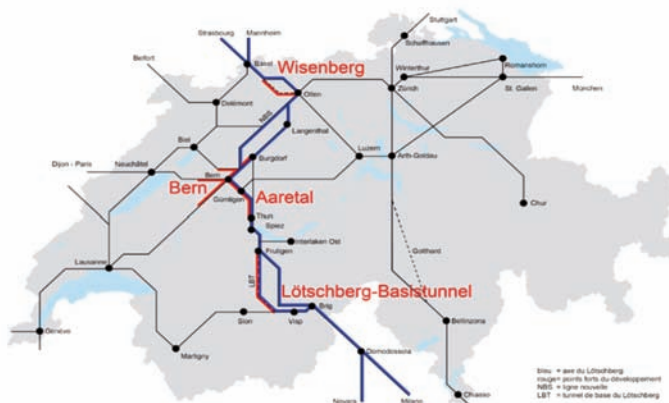 Stuttgart
Strasbourg
Mannheim
Schaffhausen
Belfort
Basel
Wisenberg
Winterthur
Romanshorn
Olten
Zürich
St. Gallen
München
Delémont
NBS
Langenthal
Biel
Burgdorf
Luzern
Arth-Goldau
Dijon - Paris
Neuchâtel
Bern
Bern
Aaretal
Gümligen
Chur
Thun
Spiez
Interlaken Ost
Frutigen
Gotthard
Lausanne
LBT
Lötschberg-Basistunnel
Brig
Sion
Visp
Bellinzona
Genève
Martigny
Domodossola
Novara
Milano
Chiasso
bleu = axe du Lötschberg
rouge= points forts du développement
NBS = ligne nouvelle
LBT = tunnel de base du Lötschberg